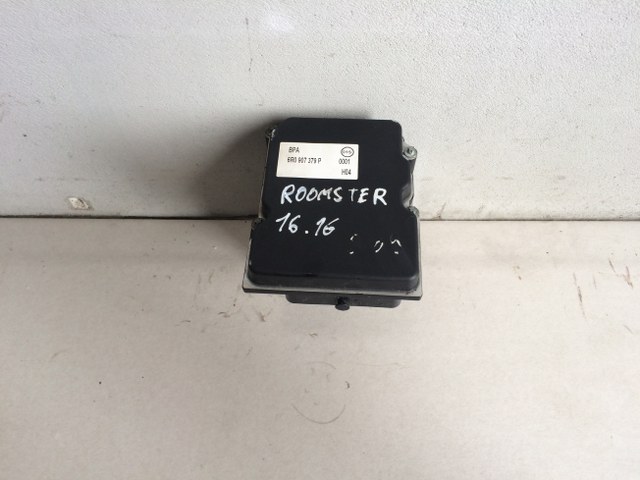 BPA
6R0 907 379 P 0001
H04
ROOMSTER
16.16